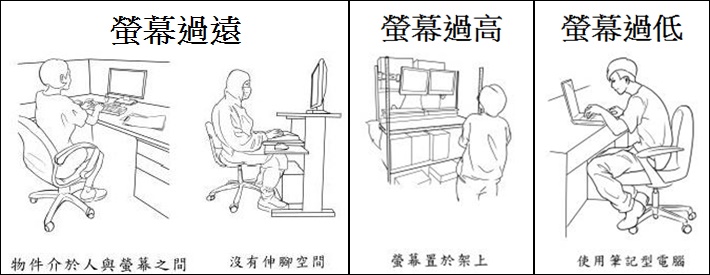 螢幕過遠
物件介於人與螢幕之間
沒有伸腳空間
螢幕過高
螢幕置於架上
螢幕過低
使用筆記型電腦